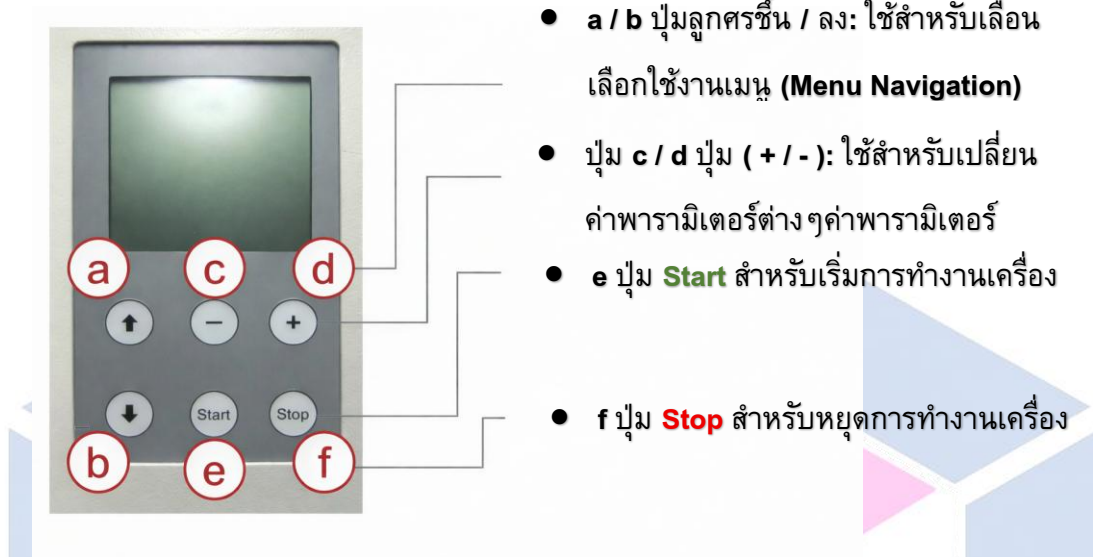 a / b ปุ่มลูกศรชึ้น / ลง: ใช้สำหรับเลื่อน
เลือกใช้งานเมนู (Menu Navigation)
ปุ่ม c / d ปุ่ม ( + / - ): ใช้สำหรับเปลี่ยน
ค่าพารามิเตอร์ต่างๆค่าพารามิเตอร์
a c d
e ปุ่ม Start สำหรับเริ่มการทำงานเครื่อง
− +
Start Stop
f ปุ่ม Stop สำหรับหยุดการทำงานเครื่อง
b e f